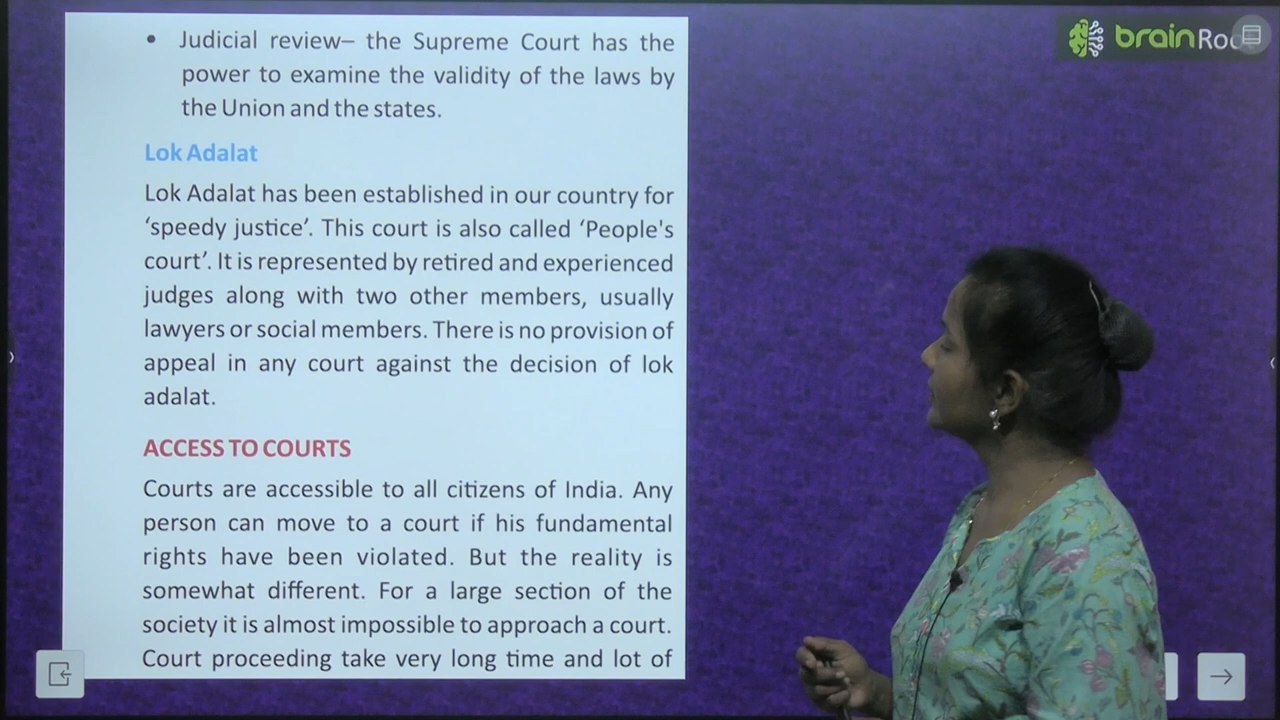 brainRoo
• Judicial review– the Supreme Court has the
power to examine the validity of the laws by
the Union and the states.
Lok Adalat
Lok Adalat has been established in our country for
‘speedy justice’. This court is also called ‘People's
court’. It is represented by retired and experienced
judges along with two other members, usually
lawyers or social members. There is no provision of
appeal in any court against the decision of lok
adalat.
ACCESS TO COURTS
Courts are accessible to all citizens of India. Any
person can move to a court if his fundamental
rights have been violated. But the reality is
somewhat different. For a large section of the
society it is almost impossible to approach a court.
Court proceeding take very long time and lot of